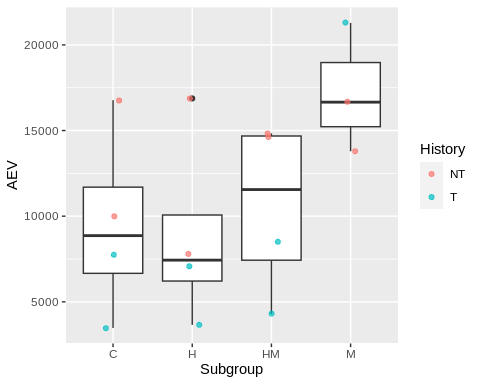 AEV
20000
15000
10000
5000
C H HM M
Subgroup
History
NT
T